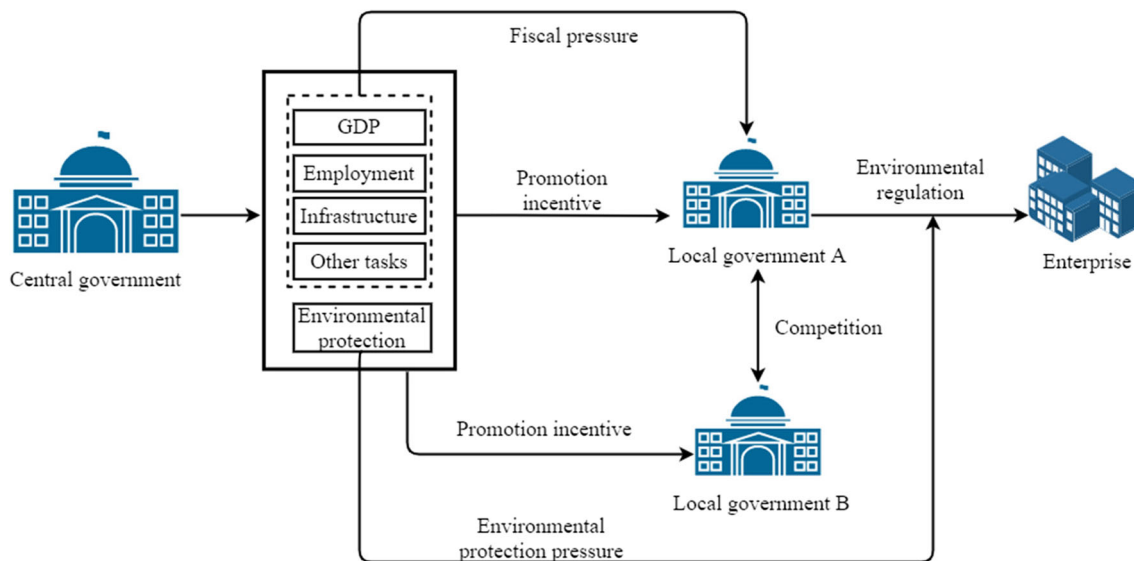 Fiscal pressure
GDP
Employment
Infrastructure
Other tasks
Environmental
protection
Central government
Promotion
incentive
Local government A
Environmental
regulation
Enterprise
Competition
Promotion incentive
Local government B
Environmental
protection pressure